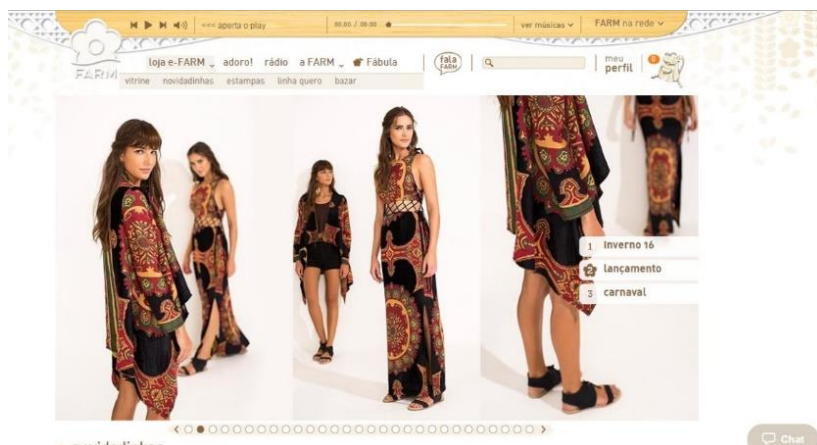 <<< aperta o play
00:00 / 00:00
ver músicas
FARM na rede
FARM
loja e-FARM
adoro!
rádio
a FARM
Fábula
fala FARM
meu perfil
0
vitrine
novidadinhas
estampas
linha quero
bazar
1 Inverno 16
2 lançamento
3 carnaval
Chat